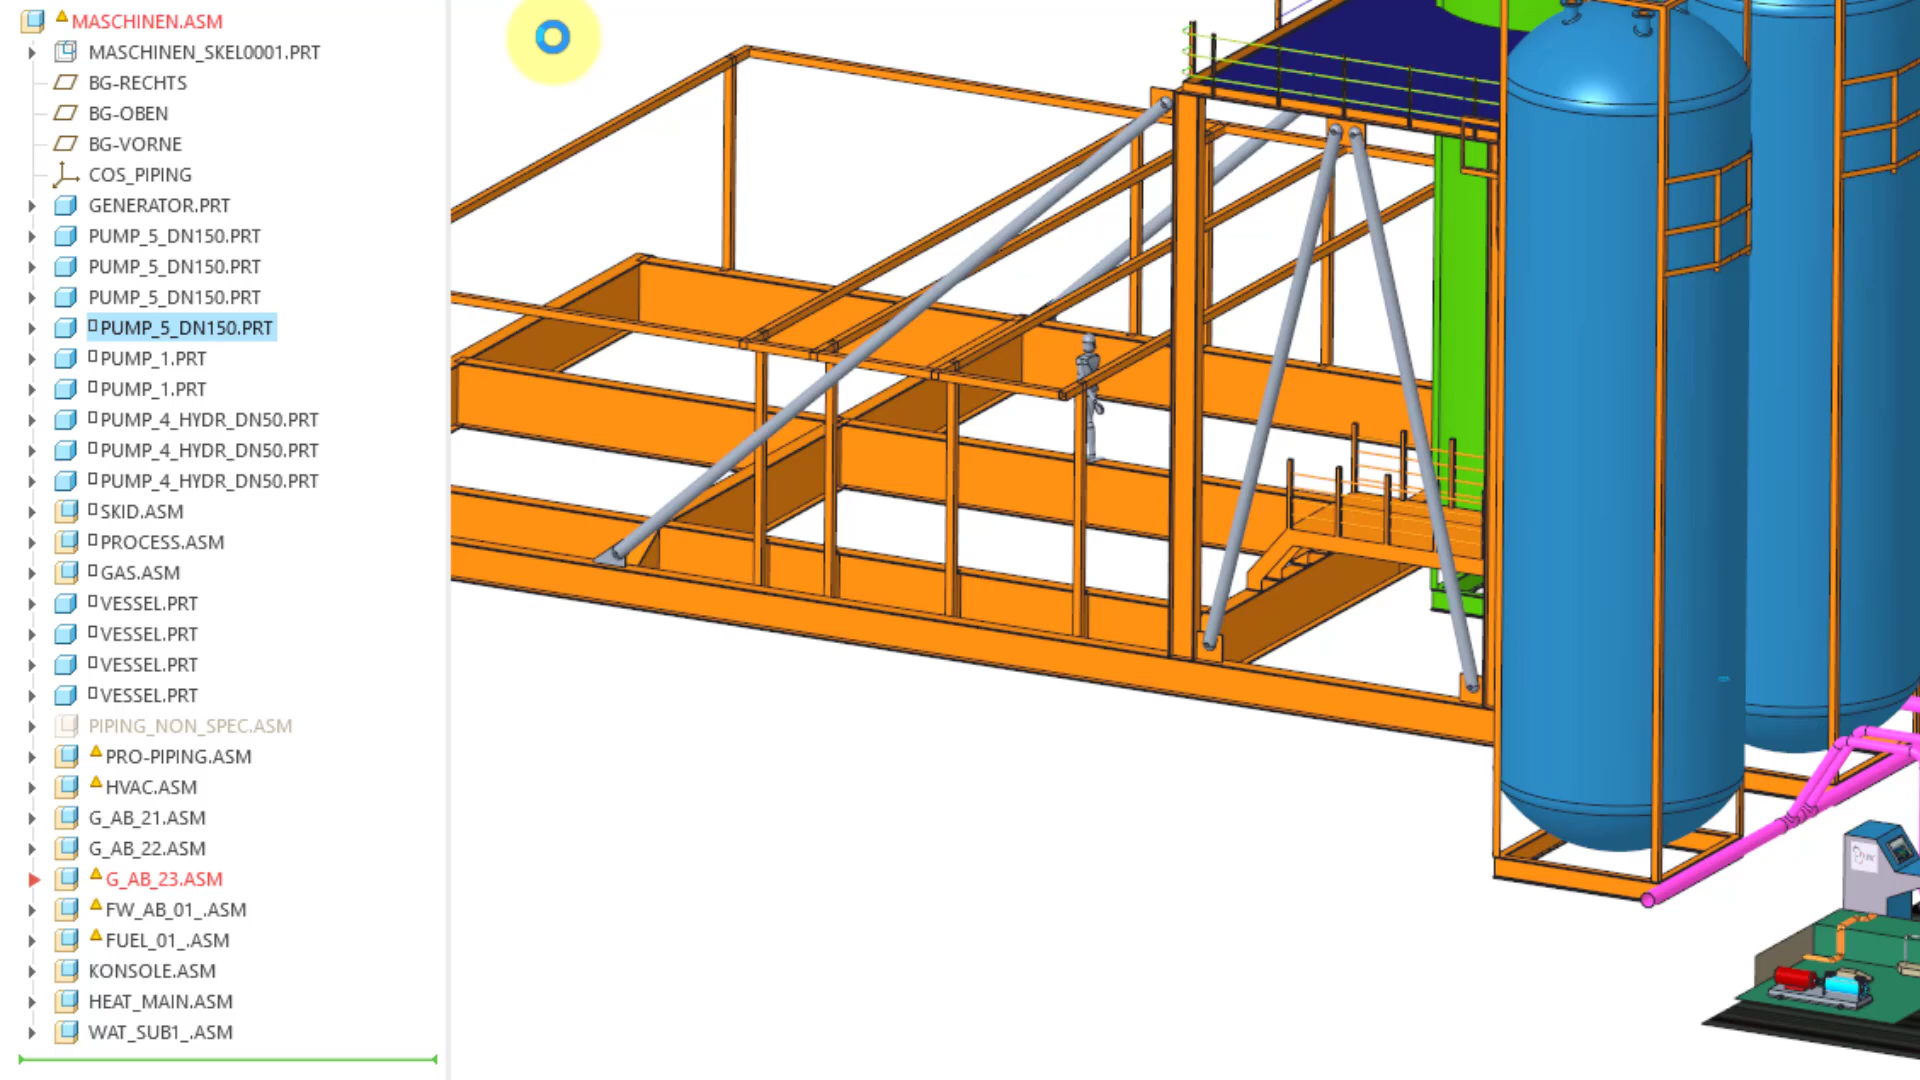 MASCHINEN.ASM
MASCHINEN_SKEL0001.PRT
BG-RECHTS
BG-OBEN
BG-VORNE
COS_PIPING
GENERATOR.PRT
PUMP_5_DN150.PRT
PUMP_5_DN150.PRT
PUMP_5_DN150.PRT
PUMP_5_DN150.PRT
PUMP_1.PRT
PUMP_1.PRT
PUMP_4_HYDR_DN50.PRT
PUMP_4_HYDR_DN50.PRT
PUMP_4_HYDR_DN50.PRT
SKID.ASM
PROCESS.ASM
GAS.ASM
VESSEL.PRT
VESSEL.PRT
VESSEL.PRT
VESSEL.PRT
PIPING_NON_SPEC.ASM
PRO-PIPING.ASM
HVAC.ASM
G_AB_21.ASM
G_AB_22.ASM
G_AB_23.ASM
FW_AB_01_.ASM
FUEL_01_.ASM
KONSOLE.ASM
HEAT_MAIN.ASM
WAT_SUB1_.ASM